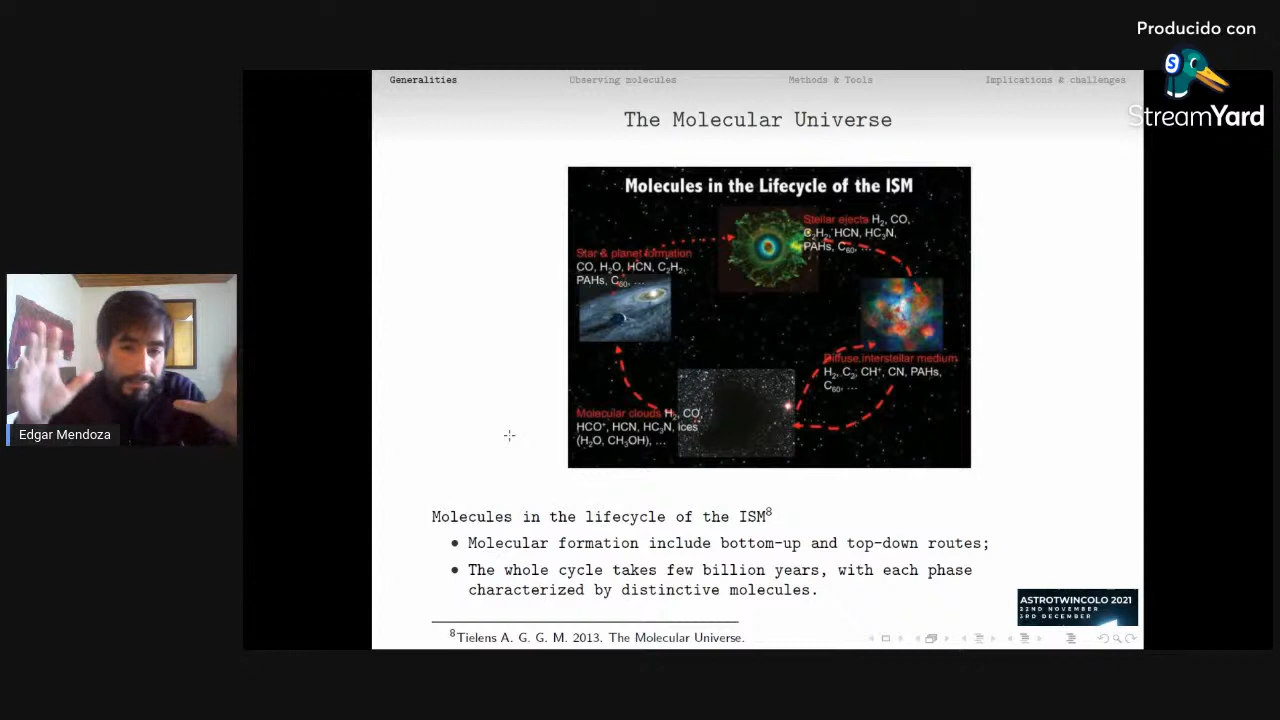 Producido con
StreamYard
Generalities
Observing molecules
Methods & Tools
Implications & challenges
The Molecular Universe
Molecules in the Lifecycle of the ISM
Stellar ejecta H₂, CO,
C₂H₂, HCN, HC₃N,
PAHs, C₆₀, ...
Star & planet formation
CO, H₂O, HCN, C₂H₂,
PAHs, C₆₀, ...
Diffuse interstellar medium
H₂, C₂, CH⁺, CN, PAHs,
C₆₀, ...
Molecular clouds H₂, CO,
HCO⁺, HCN, HC₃N, ices
(H₂O, CH₃OH), ...
Edgar Mendoza
Molecules in the lifecycle of the ISM⁸
• Molecular formation include bottom-up and top-down routes;
• The whole cycle takes few billion years, with each phase
characterized by distinctive molecules.
⁸Tielens A. G. G. M. 2013. The Molecular Universe.
ASTROTWINCOLO 2021
22ND NOVEMBER
3RD DECEMBER